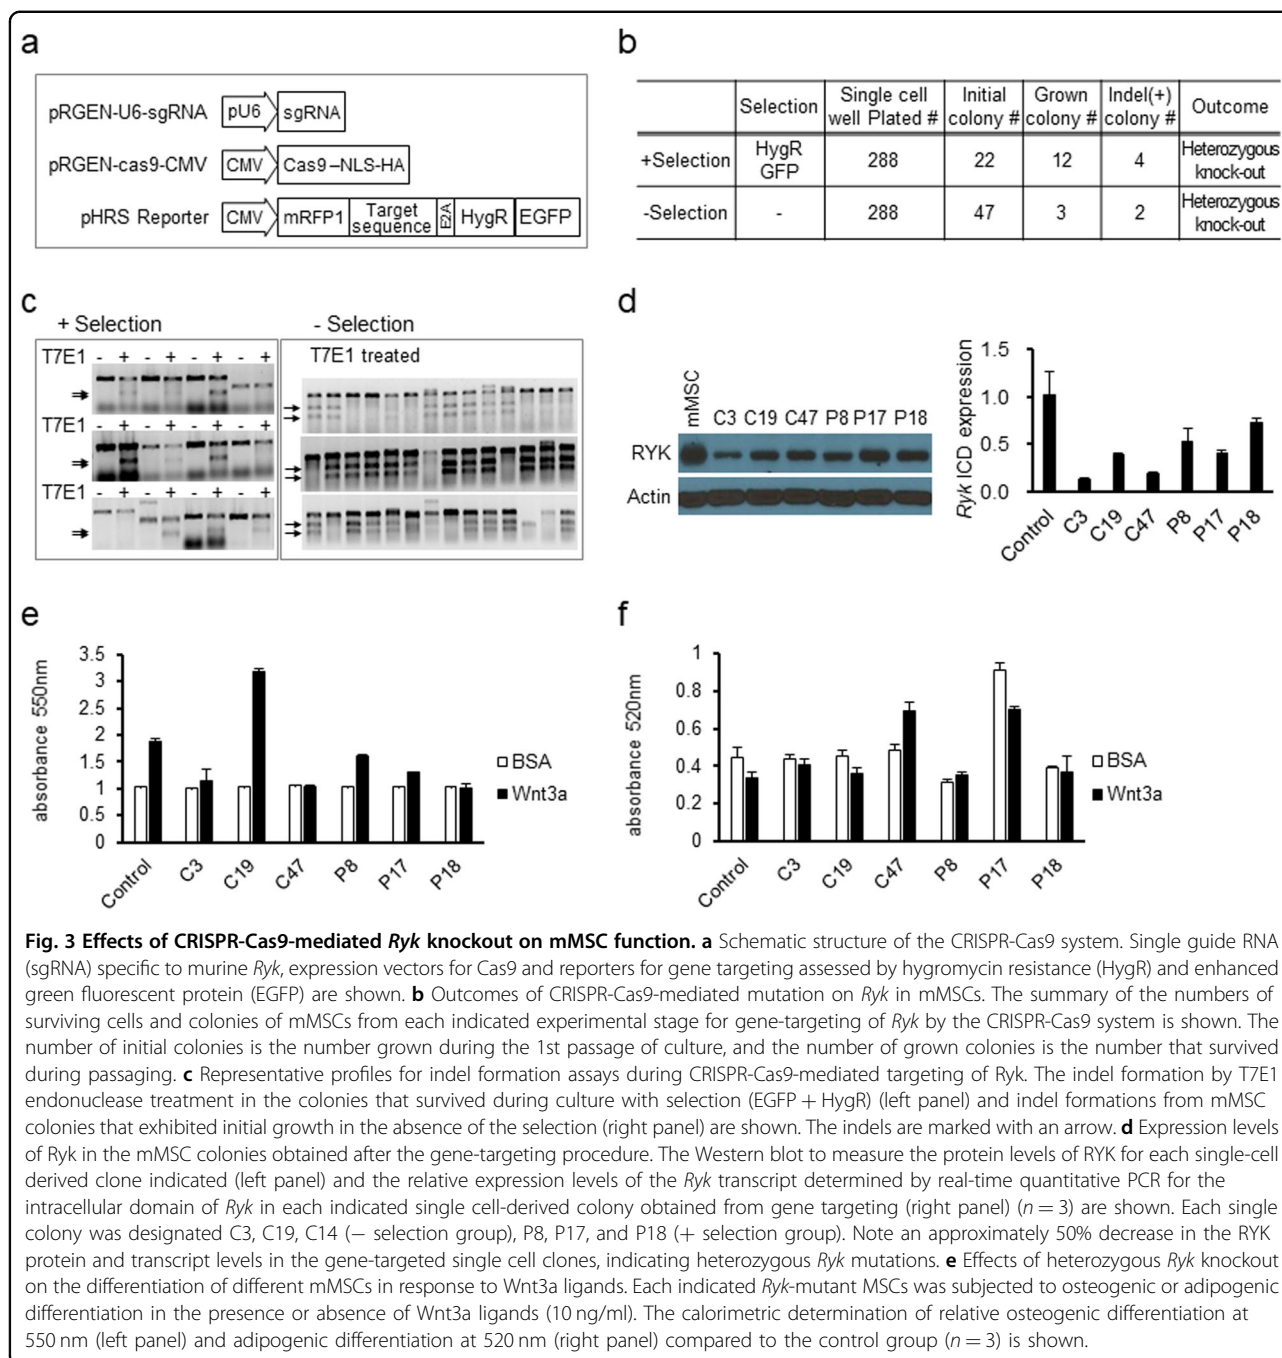 a
pRGEN-U6-sgRNA pU6 sgRNA
pRGEN-cas9-CMV CMV Cas9-NLS-HA
pHRS Reporter CMV mRFP1 Target sequence E2A HygR EGFP
b
Selection Single cell well Plated # Initial colony # Grown colony # Indel(+) colony # Outcome
+Selection HygR GFP 288 22 12 4 Heterozygous knock-out
-Selection - 288 47 3 2 Heterozygous knock-out
c
+ Selection
- Selection
T7E1 - + - + - + - +
T7E1 - + - + - + - +
T7E1 - + - + - + - +
T7E1 treated
d
mMSC C3 C19 C47 P8 P17 P18
RYK
Actin
Ryk ICD expression
1.5
1.0
0.5
0.0
Control C3 C19 C47 P8 P17 P18
e
absorbance 550nm
3.5
3
2.5
2
1.5
1
0.5
0
Control C3 C19 C47 P8 P17 P18
BSA
Wnt3a
f
absorbance 520nm
1
0.8
0.6
0.4
0.2
0
Control C3 C19 C47 P8 P17 P18
BSA
Wnt3a
Fig. 3 Effects of CRISPR-Cas9-mediated Ryk knockout on mMSC function. a Schematic structure of the CRISPR-Cas9 system. Single guide RNA
(sgRNA) specific to murine Ryk, expression vectors for Cas9 and reporters for gene targeting assessed by hygromycin resistance (HygR) and enhanced
green fluorescent protein (EGFP) are shown. b Outcomes of CRISPR-Cas9-mediated mutation on Ryk in mMSCs. The summary of the numbers of
surviving cells and colonies of mMSCs from each indicated experimental stage for gene-targeting of Ryk by the CRISPR-Cas9 system is shown. The
number of initial colonies is the number grown during the 1st passage of culture, and the number of grown colonies is the number that survived
during passaging. c Representative profiles for indel formation assays during CRISPR-Cas9-mediated targeting of Ryk. The indel formation by T7E1
endonuclease treatment in the colonies that survived during culture with selection (EGFP + HygR) (left panel) and indel formations from mMSC
colonies that exhibited initial growth in the absence of the selection (right panel) are shown. The indels are marked with an arrow. d Expression levels
of Ryk in the mMSC colonies obtained after the gene-targeting procedure. The Western blot to measure the protein levels of RYK for each single-cell
derived clone indicated (left panel) and the relative expression levels of the Ryk transcript determined by real-time quantitative PCR for the
intracellular domain of Ryk in each indicated single cell-derived colony obtained from gene targeting (right panel) (n = 3) are shown. Each single
colony was designated C3, C19, C14 (− selection group), P8, P17, and P18 (+ selection group). Note an approximately 50% decrease in the RYK
protein and transcript levels in the gene-targeted single cell clones, indicating heterozygous Ryk mutations. e Effects of heterozygous Ryk knockout
on the differentiation of different mMSCs in response to Wnt3a ligands. Each indicated Ryk-mutant MSCs was subjected to osteogenic or adipogenic
differentiation in the presence or absence of Wnt3a ligands (10 ng/ml). The calorimetric determination of relative osteogenic differentiation at
550 nm (left panel) and adipogenic differentiation at 520 nm (right panel) compared to the control group (n = 3) is shown.